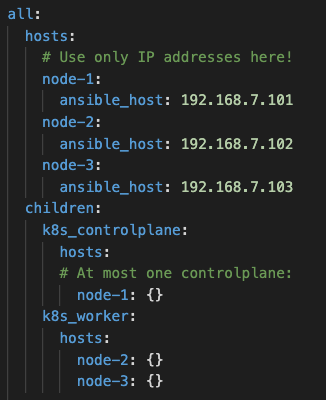 all:
  hosts:
    # Use only IP addresses here!
    node-1:
      ansible_host: 192.168.7.101
    node-2:
      ansible_host: 192.168.7.102
    node-3:
      ansible_host: 192.168.7.103
  children:
    k8s_controlplane:
      hosts:
      # At most one controlplane:
        node-1: {}
    k8s_worker:
      hosts:
        node-2: {}
        node-3: {}